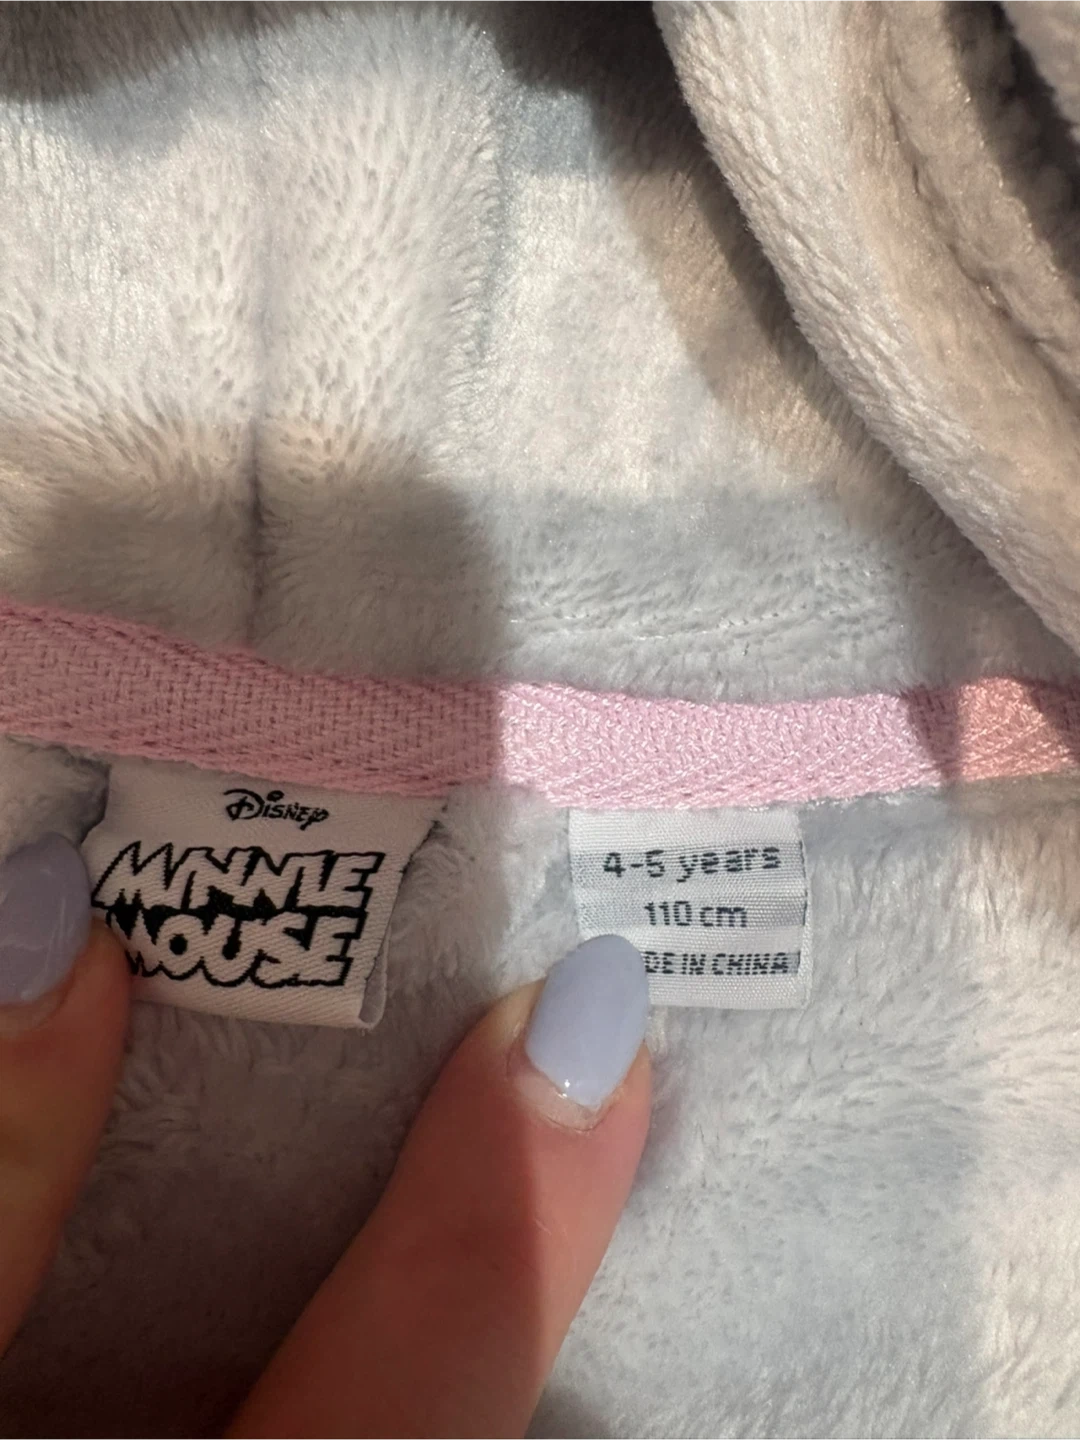 Disney
MINNIE
MOUSE
4-5 years
110 cm
DE IN CHINA